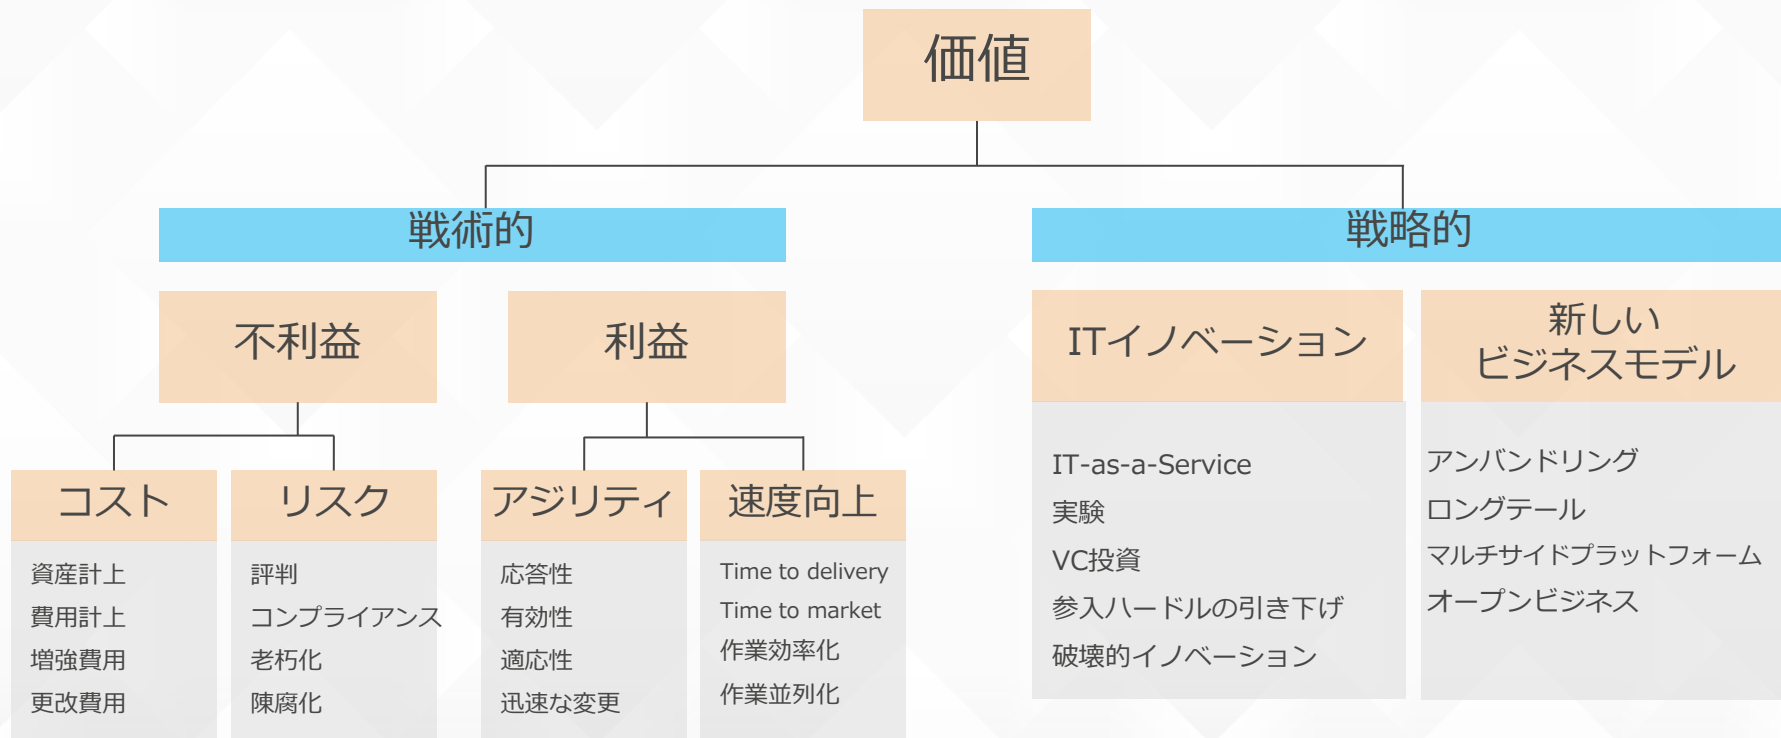 価値
戦術的
戦略的
不利益
利益
ITイノベーション
新しい
ビジネスモデル
コスト
リスク
アジリティ
速度向上
資産計上
費用計上
増強費用
更改費用
評判
コンプライアンス
老朽化
陳腐化
応答性
有効性
適応性
迅速な変更
Time to delivery
Time to market
作業効率化
作業並列化
IT-as-a-Service
実験
VC投資
参入ハードルの引き下げ
破壊的イノベーション
アンバンドリング
ロングテール
マルチサイドプラットフォーム
オープンビジネス